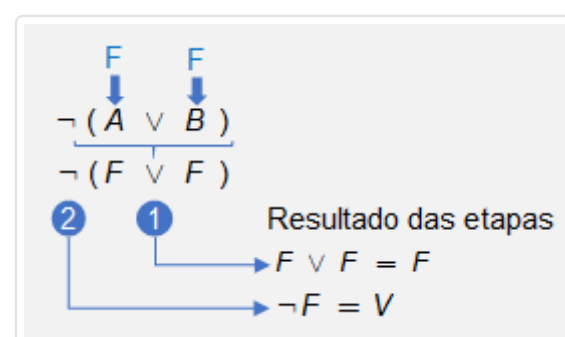 F F
¬ ( A ∨ B )
¬ ( F ∨ F )
2 1 Resultado das etapas
F ∨ F = F
¬ F = V